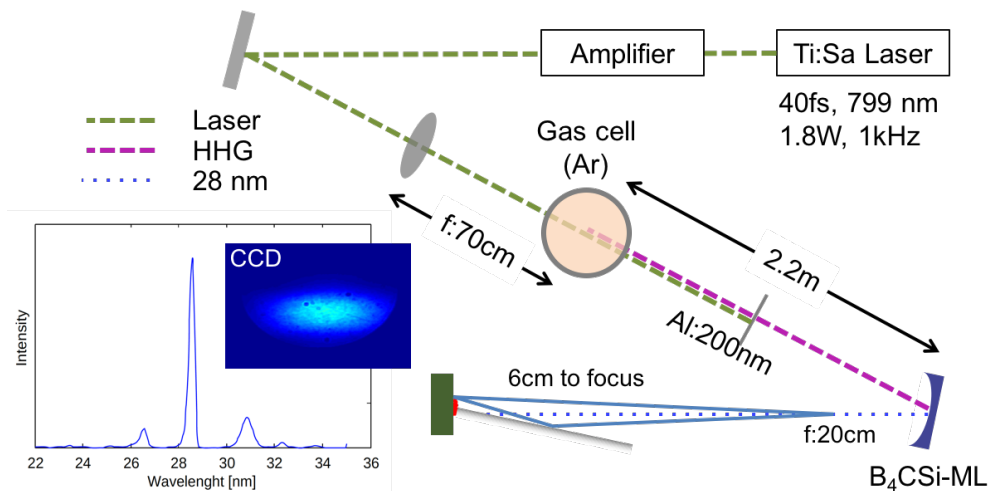 Amplifier
Ti:Sa Laser
40fs, 799 nm
1.8W, 1kHz
Laser
HHG
28 nm
Gas cell
(Ar)
f:70cm
2.2m
Al:200nm
6cm to focus
f:20cm
B₄CSi-ML
CCD
Intensity
22 24 26 28 30 32 34 36
Wavelenght [nm]